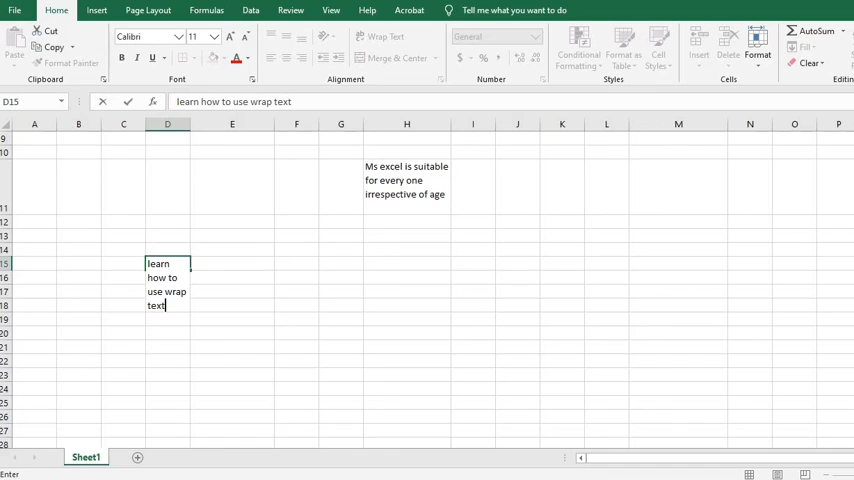 File Home Insert Page Layout Formulas Data Review View Help Acrobat Tell me what you want to do
Cut
Copy
Format Painter
Paste
Clipboard
Calibri 11
B I U
Font
Wrap Text
Merge & Center
Alignment
General
$ % ,
Number
Conditional Formatting
Format as Table
Cell Styles
Styles
Insert Delete Format
Cells
AutoSum
Fill
Clear
Editin
D15 fx learn how to use wrap text
A B C D E F G H I J K L M N O P
9
10
11
12
13
14
15
16
17
18
19
20
21
22
23
24
25
26
27
28
Ms excel is suitable
for every one
irrespective of age
learn
how to
use wrap
text
Sheet1
Enter